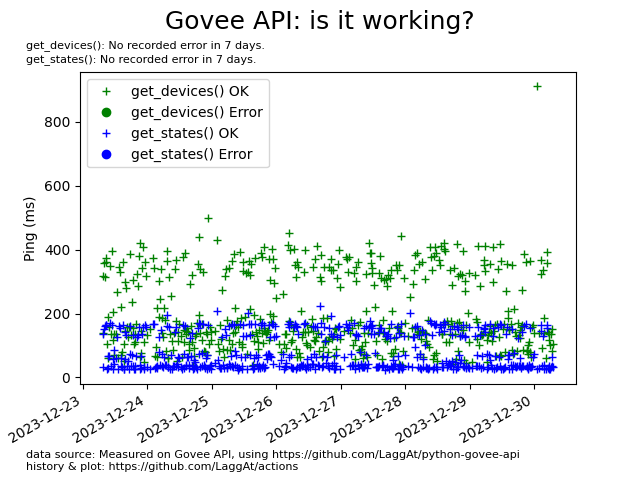 Govee API: is it working?
get_devices(): No recorded error in 7 days.
get_states(): No recorded error in 7 days.
get_devices() OK
get_devices() Error
get_states() OK
get_states() Error
Ping (ms)
800
600
400
200
0
2023-12-23
2023-12-24
2023-12-25
2023-12-26
2023-12-27
2023-12-28
2023-12-29
2023-12-30
data source: Measured on Govee API, using https://github.com/LaggAt/python-govee-api
history & plot: https://github.com/LaggAt/actions